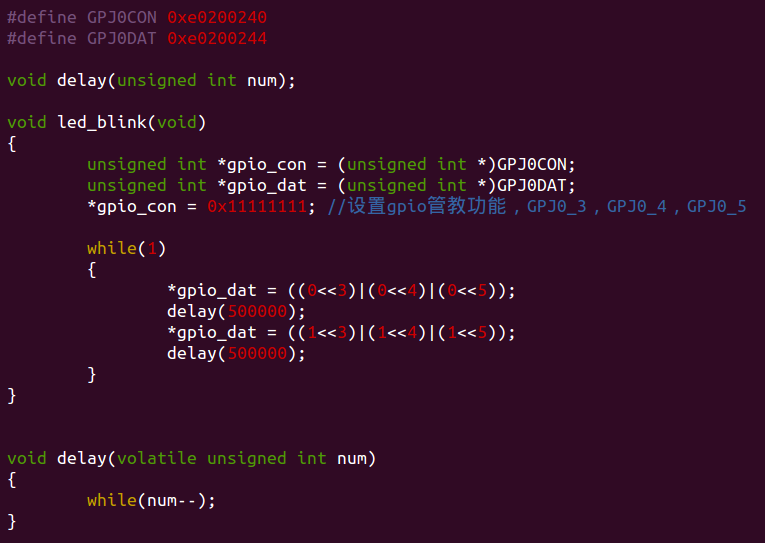 #define GPJ0CON 0xe0200240
#define GPJ0DAT 0xe0200244
void delay(unsigned int num);
void led_blink(void)
{
unsigned int *gpio_con = (unsigned int *)GPJ0CON;
unsigned int *gpio_dat = (unsigned int *)GPJ0DAT;
*gpio_con = 0x11111111; //设置gpio管教功能，GPJ0_3，GPJ0_4，GPJ0_5
while(1)
{
*gpio_dat = ((0<<3)|(0<<4)|(0<<5));
delay(500000);
*gpio_dat = ((1<<3)|(1<<4)|(1<<5));
delay(500000);
}
}
void delay(volatile unsigned int num)
{
while(num--);
}